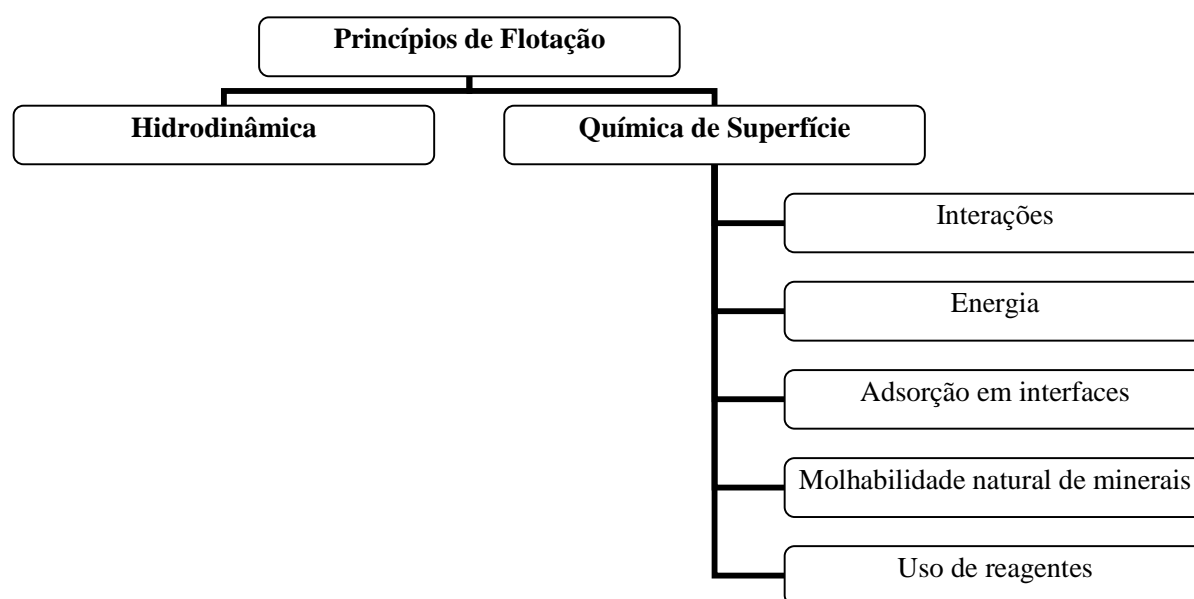 Princípios de Flotação
Hidrodinâmica
Química de Superfície
Interações
Energia
Adsorção em interfaces
Molhabilidade natural de minerais
Uso de reagentes